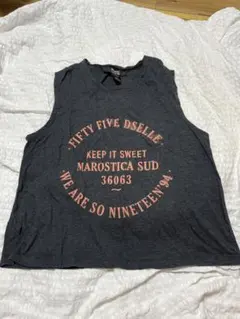 ·FIFTY FIVE DSELLE·
KEEP IT SWEET
MAROSTICA SUD
36063
~
WE ARE SO NINETEEN'94